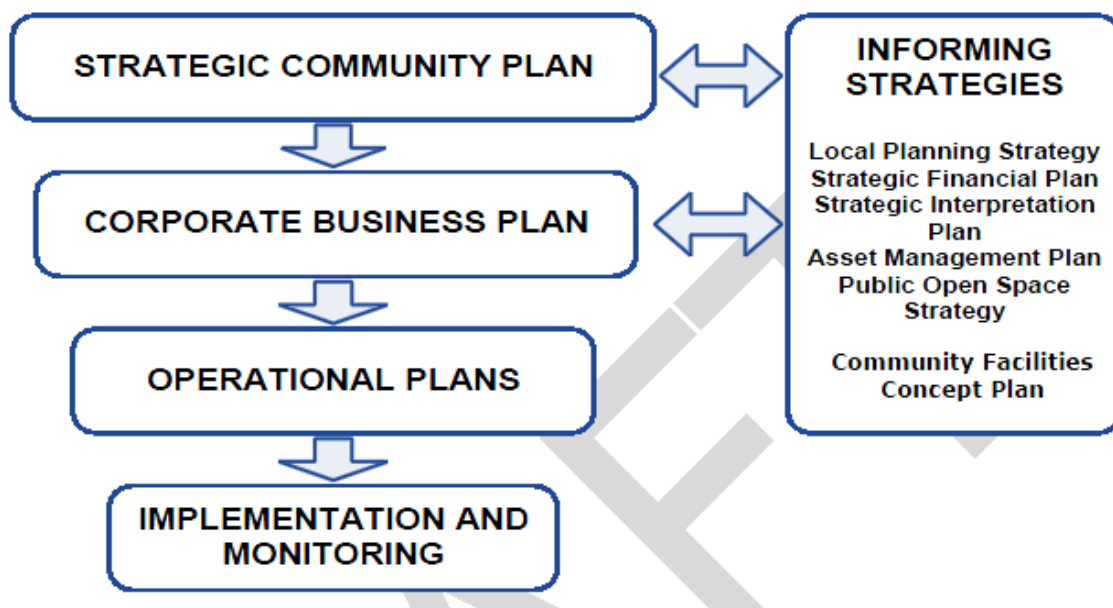 STRATEGIC COMMUNITY PLAN
CORPORATE BUSINESS PLAN
OPERATIONAL PLANS
IMPLEMENTATION AND
MONITORING
INFORMING
STRATEGIES
Local Planning Strategy
Strategic Financial Plan
Strategic Interpretation
Plan
Asset Management Plan
Public Open Space
Strategy
Community Facilities
Concept Plan